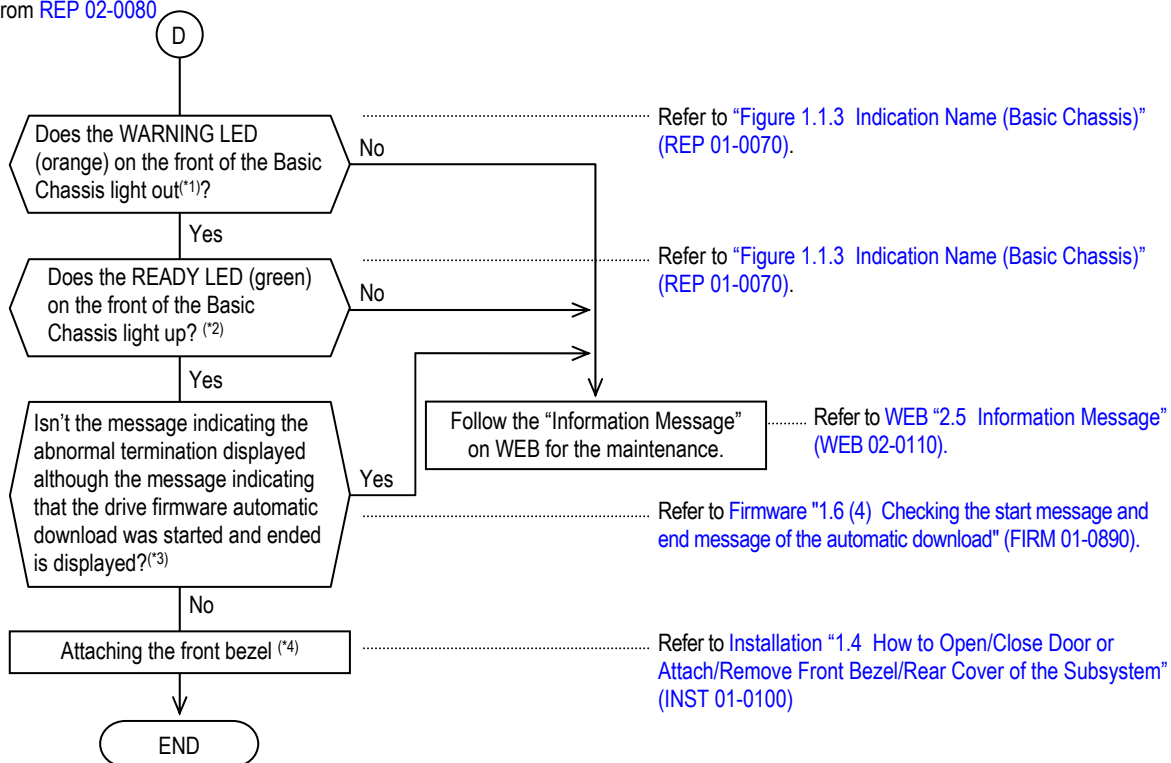 rom REP 02-0080
D
Does the WARNING LED
(orange) on the front of the Basic
Chassis light out(*1)?
No
Refer to “Figure 1.1.3 Indication Name (Basic Chassis)”
(REP 01-0070).
Yes
Does the READY LED (green)
on the front of the Basic
Chassis light up? (*2)
No
Refer to “Figure 1.1.3 Indication Name (Basic Chassis)”
(REP 01-0070).
Yes
Isn’t the message indicating the
abnormal termination displayed
although the message indicating
that the drive firmware automatic
download was started and ended
is displayed?(*3)
Yes
Follow the “Information Message”
on WEB for the maintenance.
Refer to WEB “2.5 Information Message”
(WEB 02-0110).
Refer to Firmware "1.6 (4) Checking the start message and
end message of the automatic download" (FIRM 01-0890).
No
Attaching the front bezel (*4)
Refer to Installation “1.4 How to Open/Close Door or
Attach/Remove Front Bezel/Rear Cover of the Subsystem”
(INST 01-0100)
END